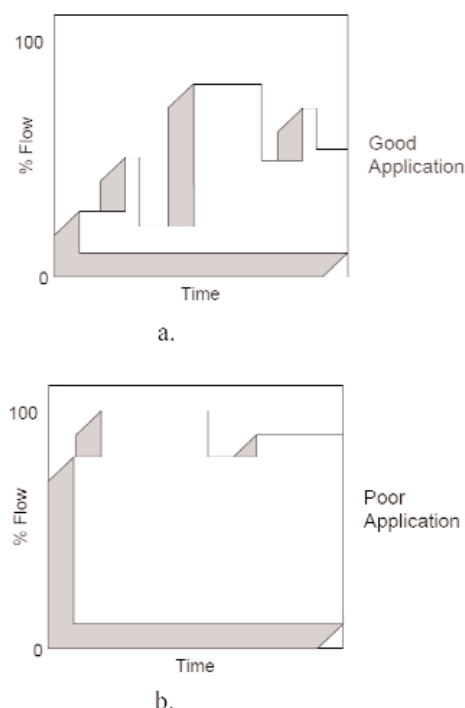 100
% Flow
0
Time
Good
Application
a.
100
% Flow
0
Time
Poor
Application
b.